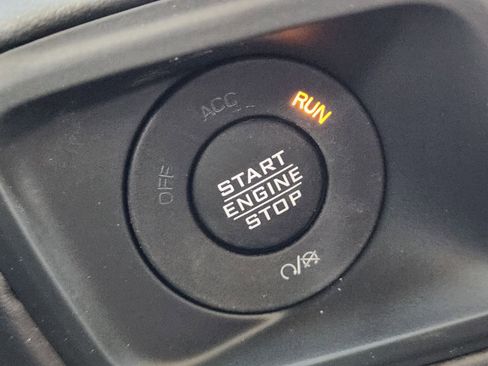 ACC
RUN
OFF
START
ENGINE
STOP